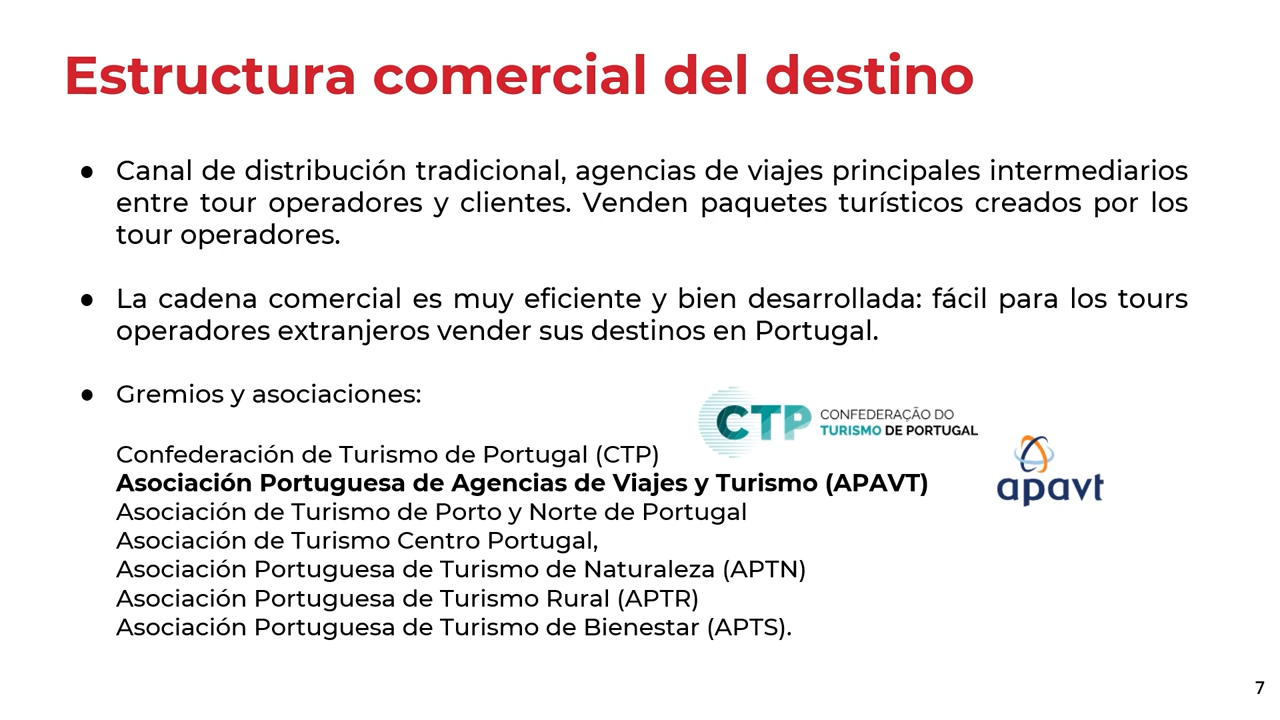 Estructura comercial del destino
● Canal de distribución tradicional, agencias de viajes principales intermediarios
entre tour operadores y clientes. Venden paquetes turísticos creados por los
tour operadores.
● La cadena comercial es muy eficiente y bien desarrollada: fácil para los tours
operadores extranjeros vender sus destinos en Portugal.
● Gremios y asociaciones:
CTP CONFEDERAÇÃO DO
TURISMO DE PORTUGAL
Confederación de Turismo de Portugal (CTP)
Asociación Portuguesa de Agencias de Viajes y Turismo (APAVT)
apavt
Asociación de Turismo de Porto y Norte de Portugal
Asociación de Turismo Centro Portugal,
Asociación Portuguesa de Turismo de Naturaleza (APTN)
Asociación Portuguesa de Turismo Rural (APTR)
Asociación Portuguesa de Turismo de Bienestar (APTS).
7